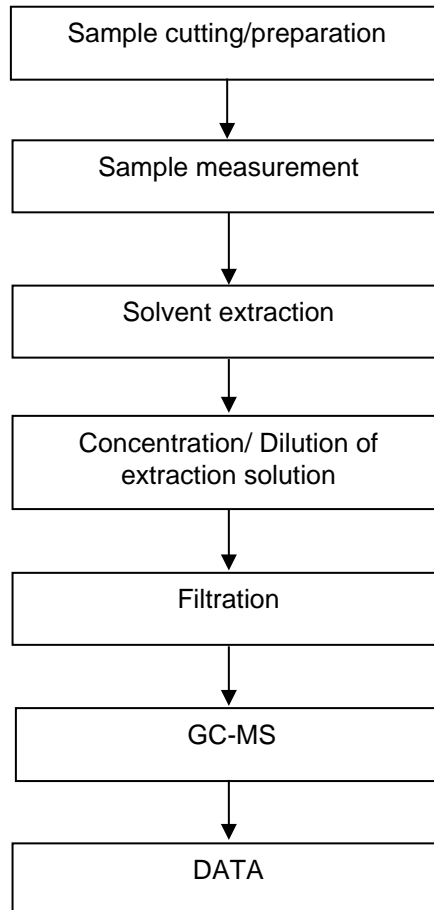 Sample cutting/preparation
Sample measurement
Solvent extraction
Concentration/ Dilution of
extraction solution
Filtration
GC-MS
DATA